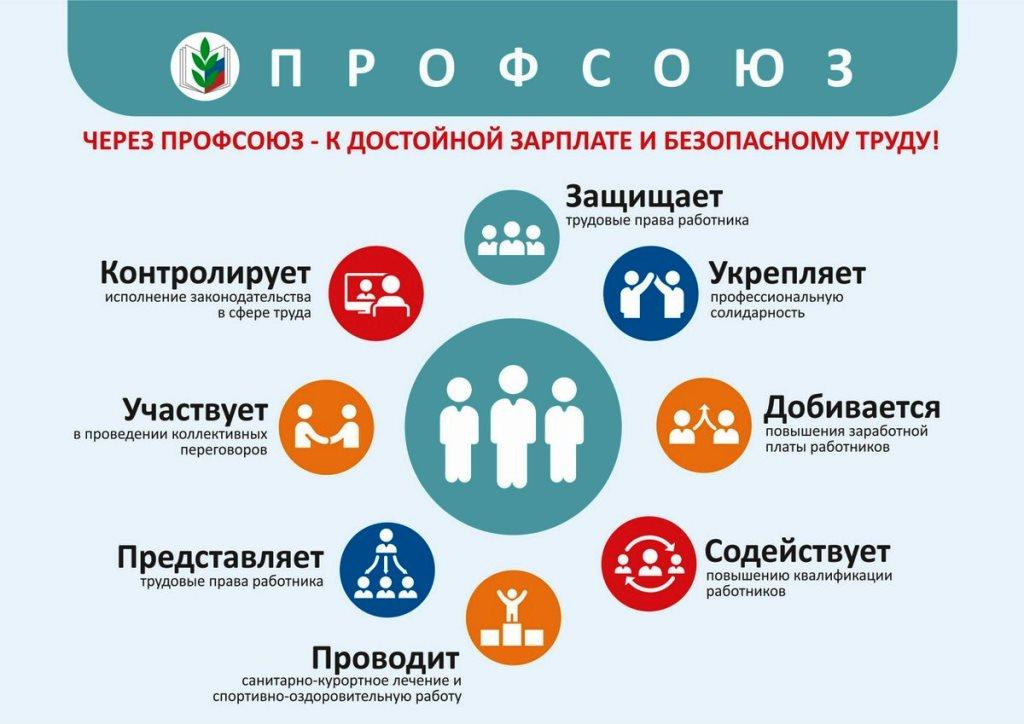 ПРОФСОЮЗ
ЧЕРЕЗ ПРОФСОЮЗ - К ДОСТОЙНОЙ ЗАРПЛАТЕ И БЕЗОПАСНОМУ ТРУДУ!
Защищает
трудовые права работника
Укрепляет
профессиональную
солидарность
Добивается
повышения заработной
платы работников
Содействует
повышению квалификации
работников
Проводит
санитарно-курортное лечение и
спортивно-оздоровительную работу
Представляет
трудовые права работника
Участвует
в проведении коллективных
переговоров
Контролирует
исполнение законодательства
в сфере труда